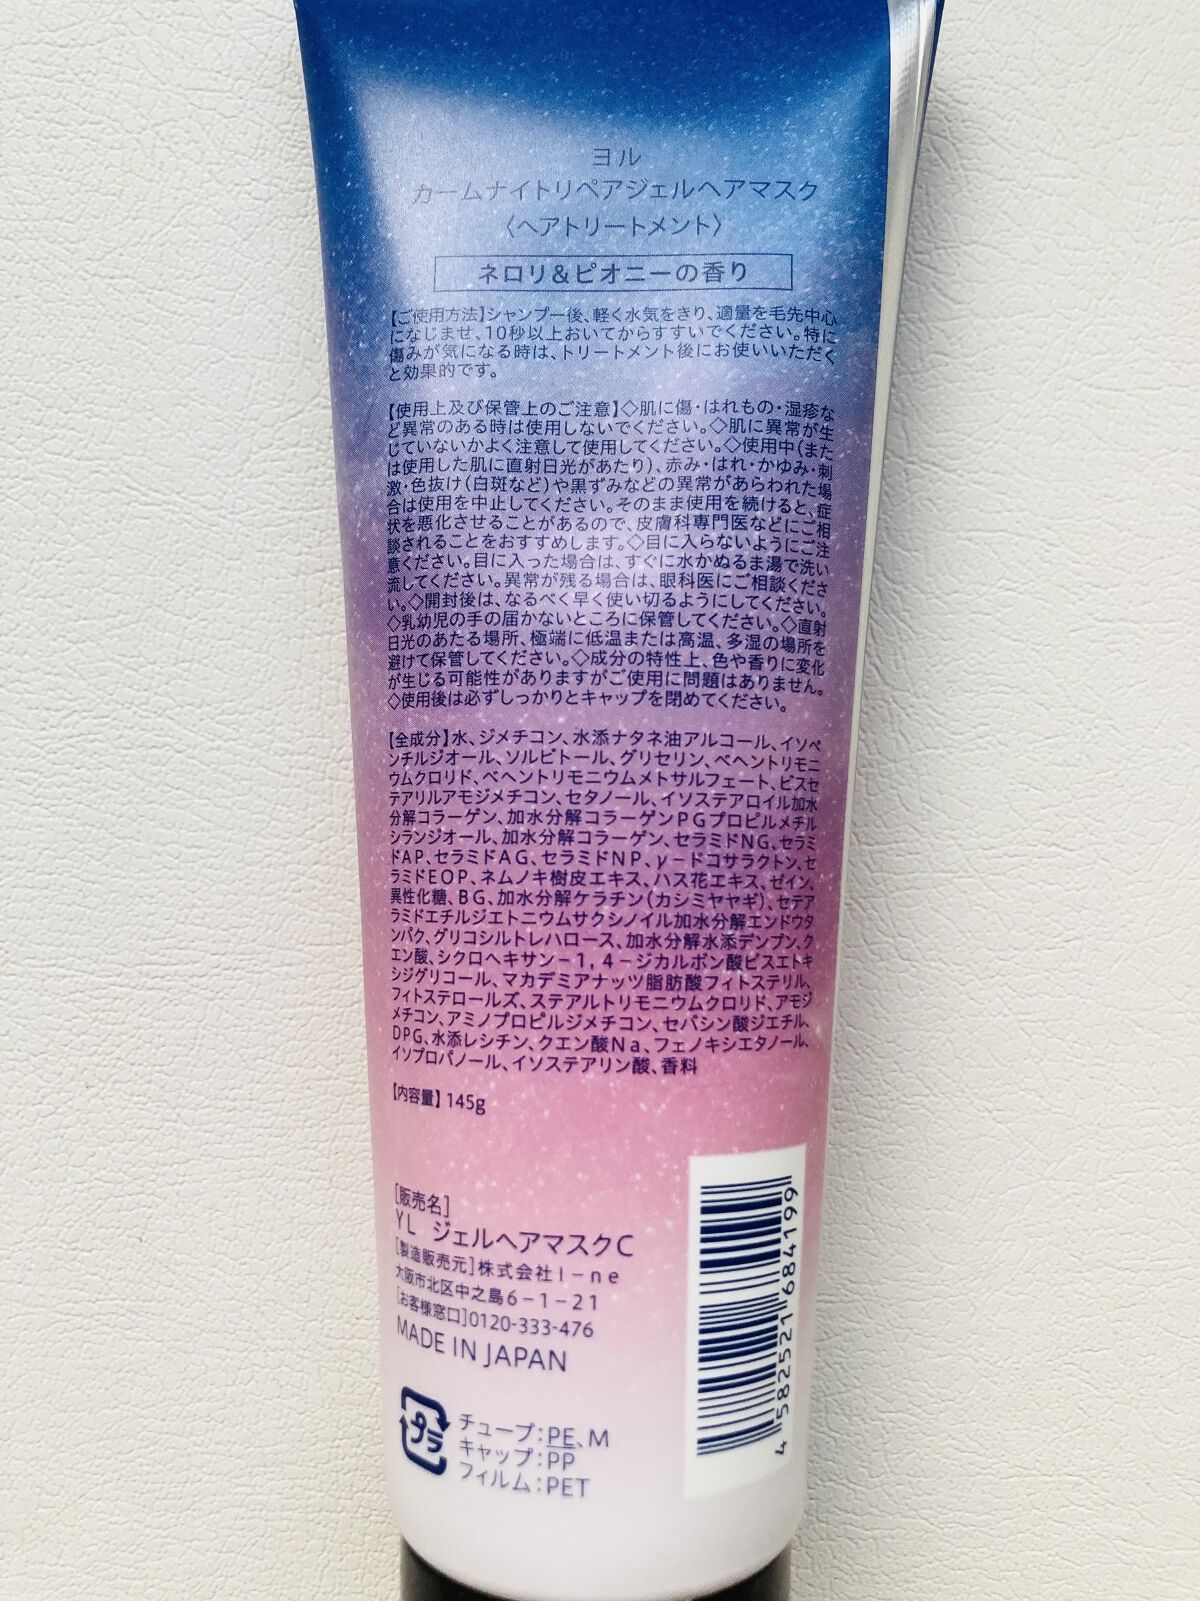 ヨル
カームナイトリペアジェルヘアマスク
〈ヘアトリートメント〉
ネロリ&ピオニーの香り
【ご使用方法】シャンプー後、軽く水気をきり、適量を毛先中心
になじませ、10秒以上おいてからすすいでください。特に
傷みが気になる時は、トリートメント後にお使いいただく
と効果的です。
【使用上及び保管上のご注意】◇肌に傷・はれもの・湿疹な
ど異常のある時は使用しないでください。◇肌に異常が生
じていないかよく注意して使用してください。◇使用中(また
は使用した肌に直射日光があたり)、赤み・はれ・かゆみ・刺
激・色抜け(白斑など)や黒ずみなどの異常があらわれた場
合は使用を中止してください。そのまま使用を続けると、症
状を悪化させることがあるので、皮膚科専門医などにご相
談されることをおすすめします。◇目に入らないようにご注
意ください。目に入った場合は、すぐに水かぬるま湯で洗い
流してください。異常が残る場合は、眼科医にご相談くださ
い。◇開封後は、なるべく早く使い切るようにしてください。
◇乳幼児の手の届かないところに保管してください。◇直射
日光のあたる場所、極端に低温または高温、多湿の場所を
避けて保管してください。◇成分の特性上、色や香りに変化
が生じる可能性がありますがご使用に問題はありません。
◇使用後は必ずしっかりとキャップを閉めてください。
【全成分】水、ジメチコン、水添ナタネ油アルコール、イソペ
ンチルジオール、ソルビトール、グリセリン、ベヘントリモニ
ウムクロリド、ベヘントリモニウムメトサルフェート、ビスセ
テアリルアモジメチコン、セタノール、イソステアロイル加水
分解コラーゲン、加水分解コラーゲンPGプロピルメチル
シランジオール、加水分解コラーゲン、セラミドNG、セラミ
ドAP、セラミドAG、セラミドNP、γ-ドコサラクトン、セ
ラミドEOP、ネムノキ樹皮エキス、ハス花エキス、ゼイン、
異性化糖、BG、加水分解ケラチン(カシミヤヤギ)、セテア
ラミドエチルジエトニウムサクシノイル加水分解エンドウタ
ンパク、グリコシルトレハロース、加水分解水添デンプン、ク
エン酸、シクロヘキサン-1,4-ジカルボン酸ビスエトキ
シジグリコール、マカデミアナッツ脂肪酸フィトステリル、
フィトステロールズ、ステアルトリモニウムクロリド、アモジ
メチコン、アミノプロピルジメチコン、セバシン酸ジエチル、
DPG、水添レシチン、クエン酸Na、フェノキシエタノール、
イソプロパノール、イソステアリン酸、香料
【内容量】145g
[販売名]
YL ジェルヘアマスクC
[製造販売元]株式会社I-ne
大阪市北区中之島6-1-21
[お客様窓口]0120-333-476
MADE IN JAPAN
プラ
チューブ:PE、M
キャップ:PP
フィルム:PET
4 582521 684199